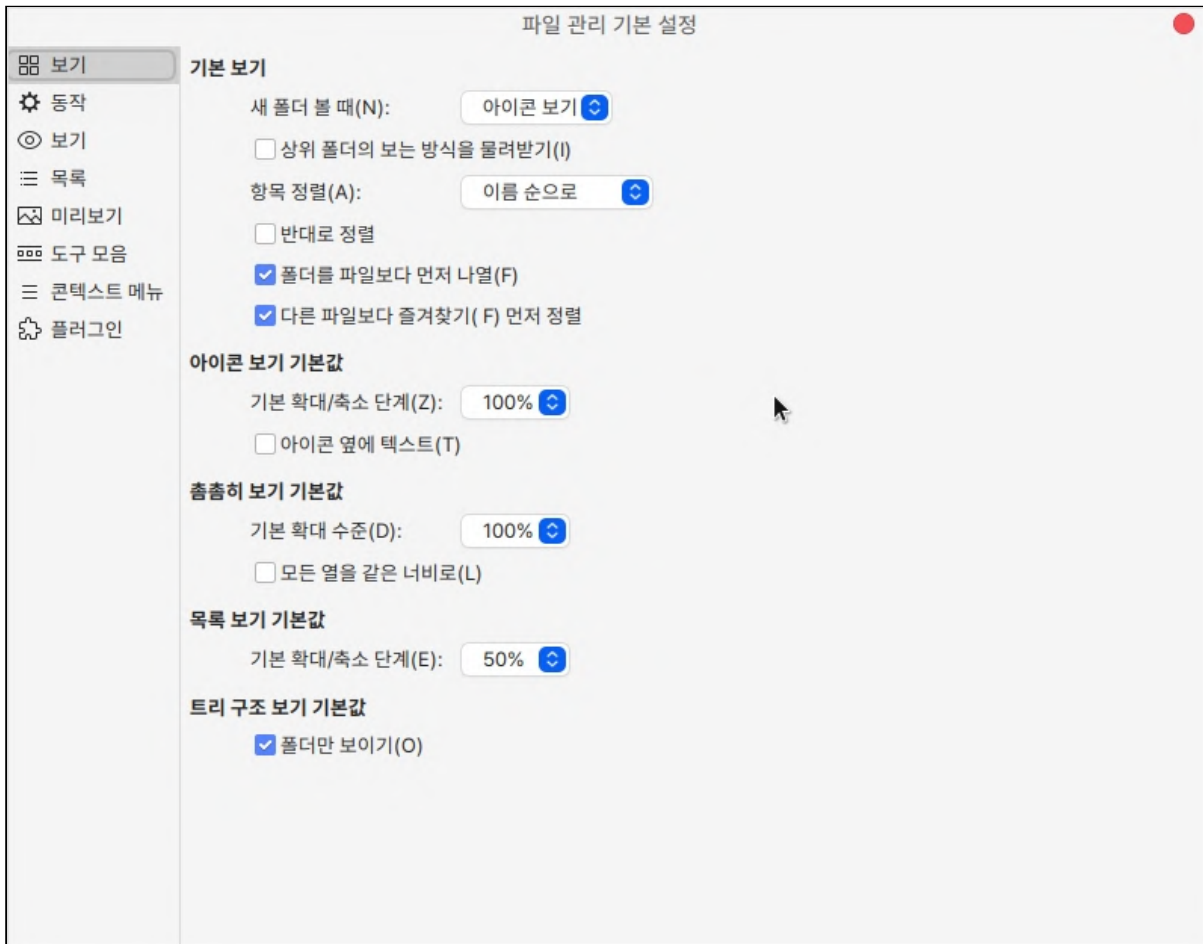 파일 관리 기본 설정
보기
동작
보기
목록
미리보기
도구 모음
콘텍스트 메뉴
플러그인
기본 보기
새 폴더 볼 때(N): 아이콘 보기
상위 폴더의 보는 방식을 물려받기(I)
항목 정렬(A): 이름 순으로
반대로 정렬
폴더를 파일보다 먼저 나열(F)
다른 파일보다 즐겨찾기( F) 먼저 정렬
아이콘 보기 기본값
기본 확대/축소 단계(Z): 100%
아이콘 옆에 텍스트(T)
촘촘히 보기 기본값
기본 확대 수준(D): 100%
모든 열을 같은 너비로(L)
목록 보기 기본값
기본 확대/축소 단계(E): 50%
트리 구조 보기 기본값
폴더만 보이기(O)